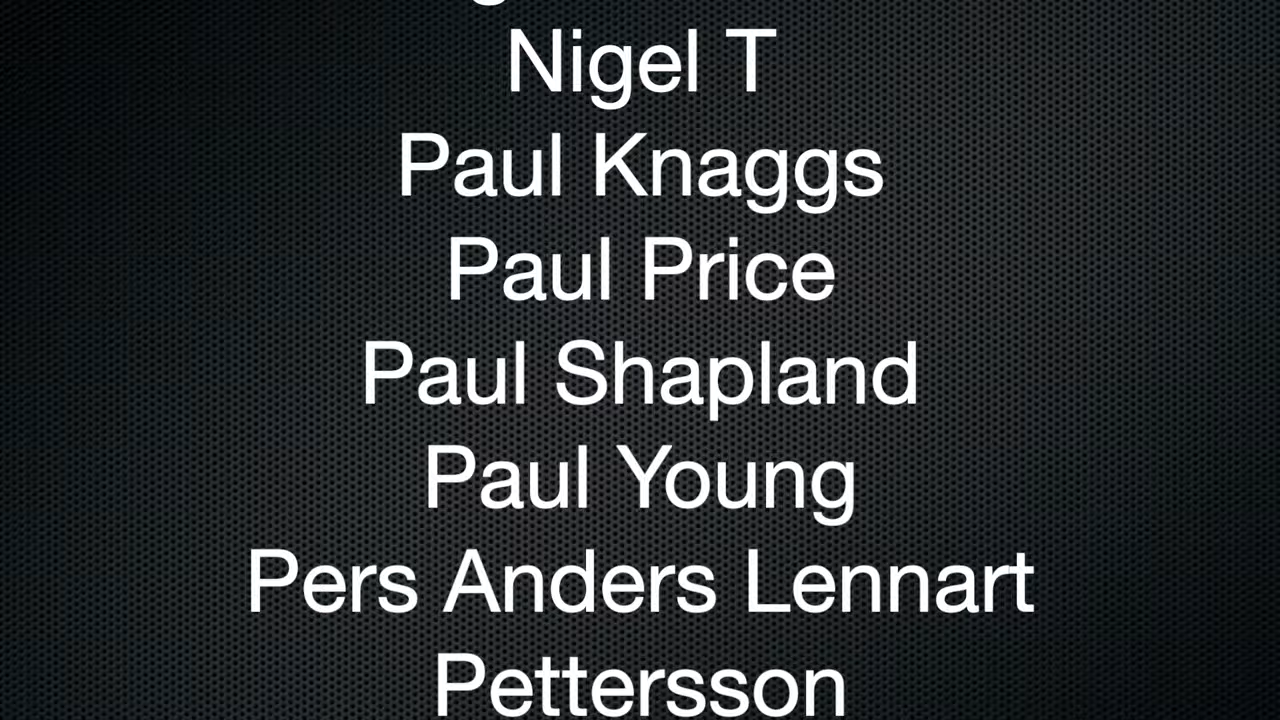 Nigel T
Paul Knaggs
Paul Price
Paul Shapland
Paul Young
Pers Anders Lennart
Pettersson